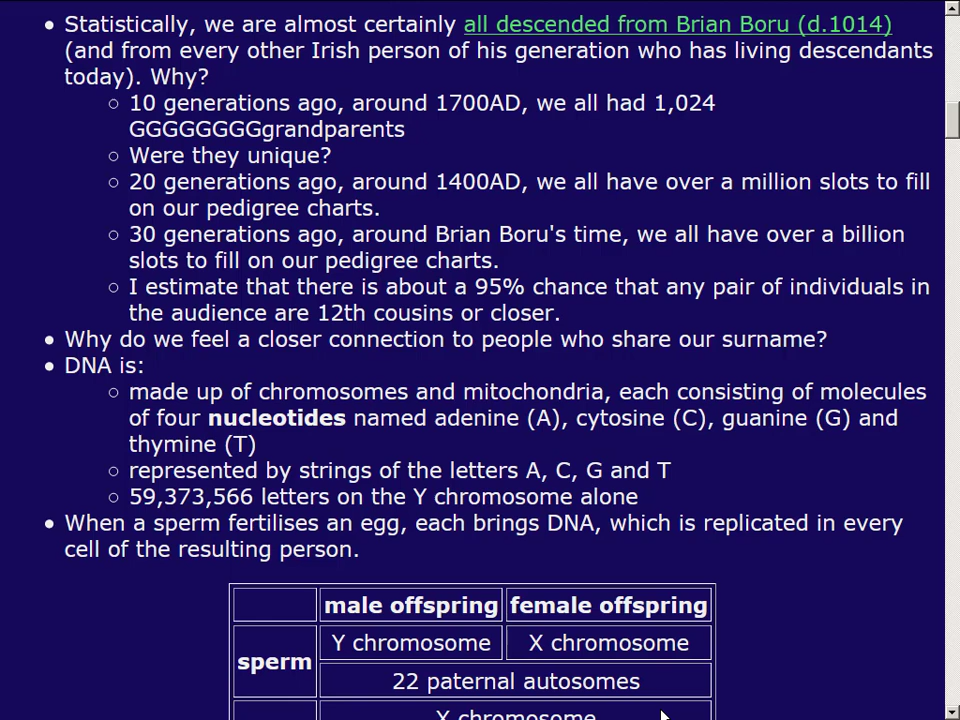 Statistically, we are almost certainly all descended from Brian Boru (d.1014)
(and from every other Irish person of his generation who has living descendants
today). Why?
10 generations ago, around 1700AD, we all had 1,024
GGGGGGGGgrandparents
Were they unique?
20 generations ago, around 1400AD, we all have over a million slots to fill
on our pedigree charts.
30 generations ago, around Brian Boru's time, we all have over a billion
slots to fill on our pedigree charts.
I estimate that there is about a 95% chance that any pair of individuals in
the audience are 12th cousins or closer.
Why do we feel a closer connection to people who share our surname?
DNA is:
made up of chromosomes and mitochondria, each consisting of molecules
of four nucleotides named adenine (A), cytosine (C), guanine (G) and
thymine (T)
represented by strings of the letters A, C, G and T
59,373,566 letters on the Y chromosome alone
When a sperm fertilises an egg, each brings DNA, which is replicated in every
cell of the resulting person.
male offspring female offspring
Y chromosome X chromosome
sperm
22 paternal autosomes
X chromosome